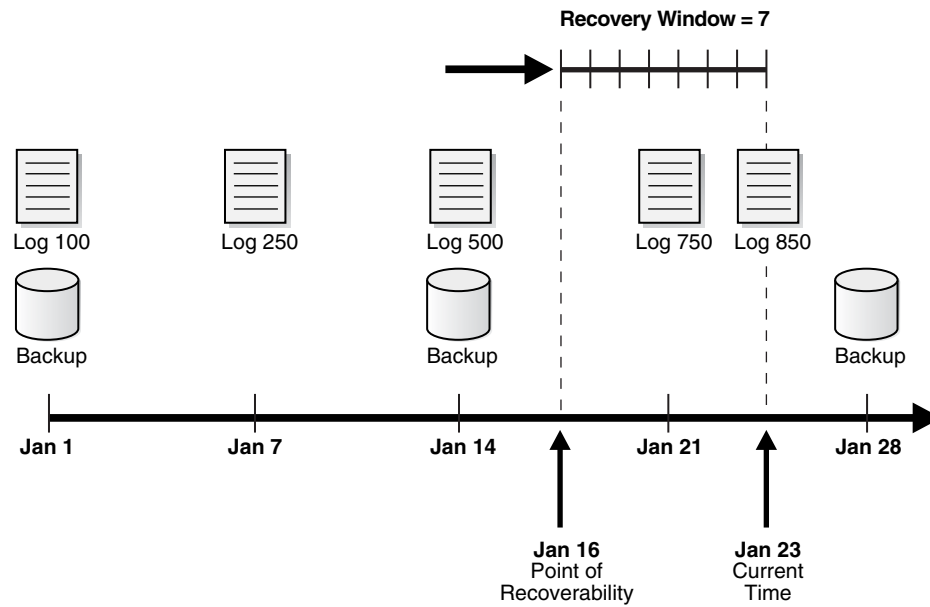 Recovery Window = 7
Log 100
Log 250
Log 500
Log 750
Log 850
Backup
Backup
Backup
Jan 1
Jan 7
Jan 14
Jan 21
Jan 28
Jan 16
Point of
Recoverability
Jan 23
Current
Time